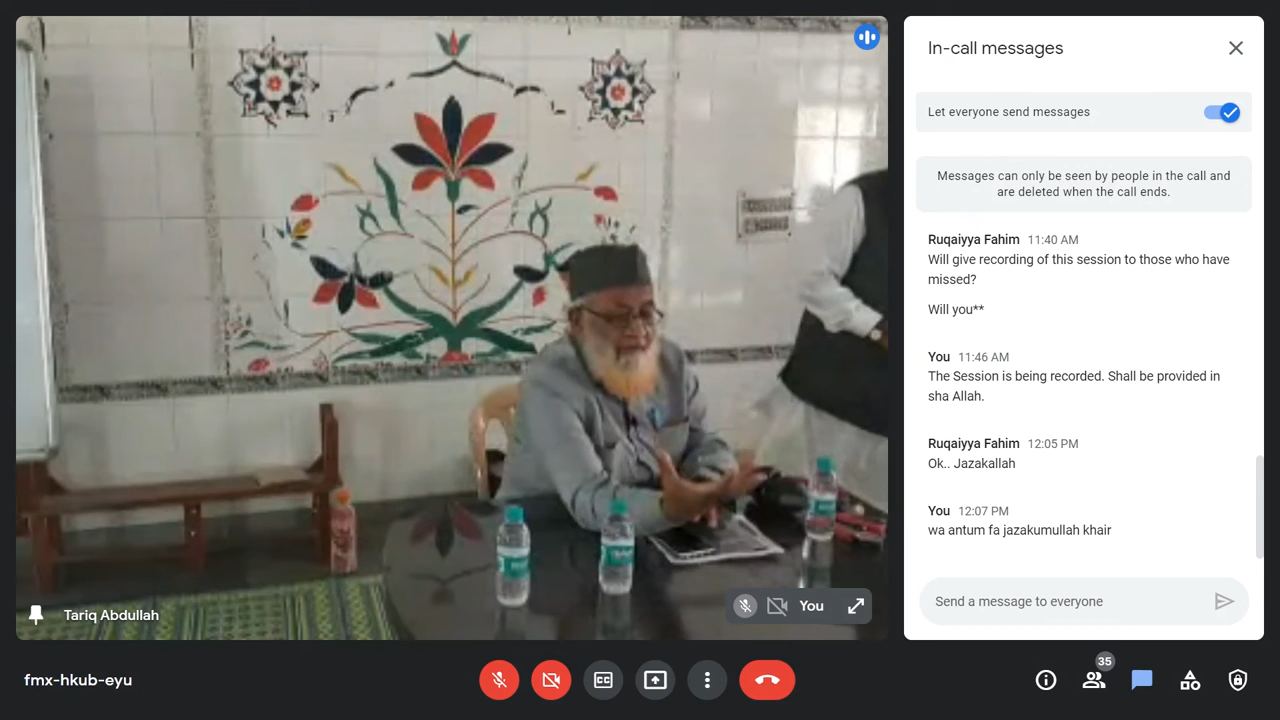 In-call messages
Let everyone send messages
Messages can only be seen by people in the call and
are deleted when the call ends.
Ruqaiyya Fahim 11:40 AM
Will give recording of this session to those who have
missed?
Will you**
You 11:46 AM
The Session is being recorded. Shall be provided in
sha Allah.
Ruqaiyya Fahim 12:05 PM
Ok.. Jazakallah
You 12:07 PM
wa antum fa jazakumullah khair
Send a message to everyone
Tariq Abdullah
You
fmx-hkub-eyu
CC
35